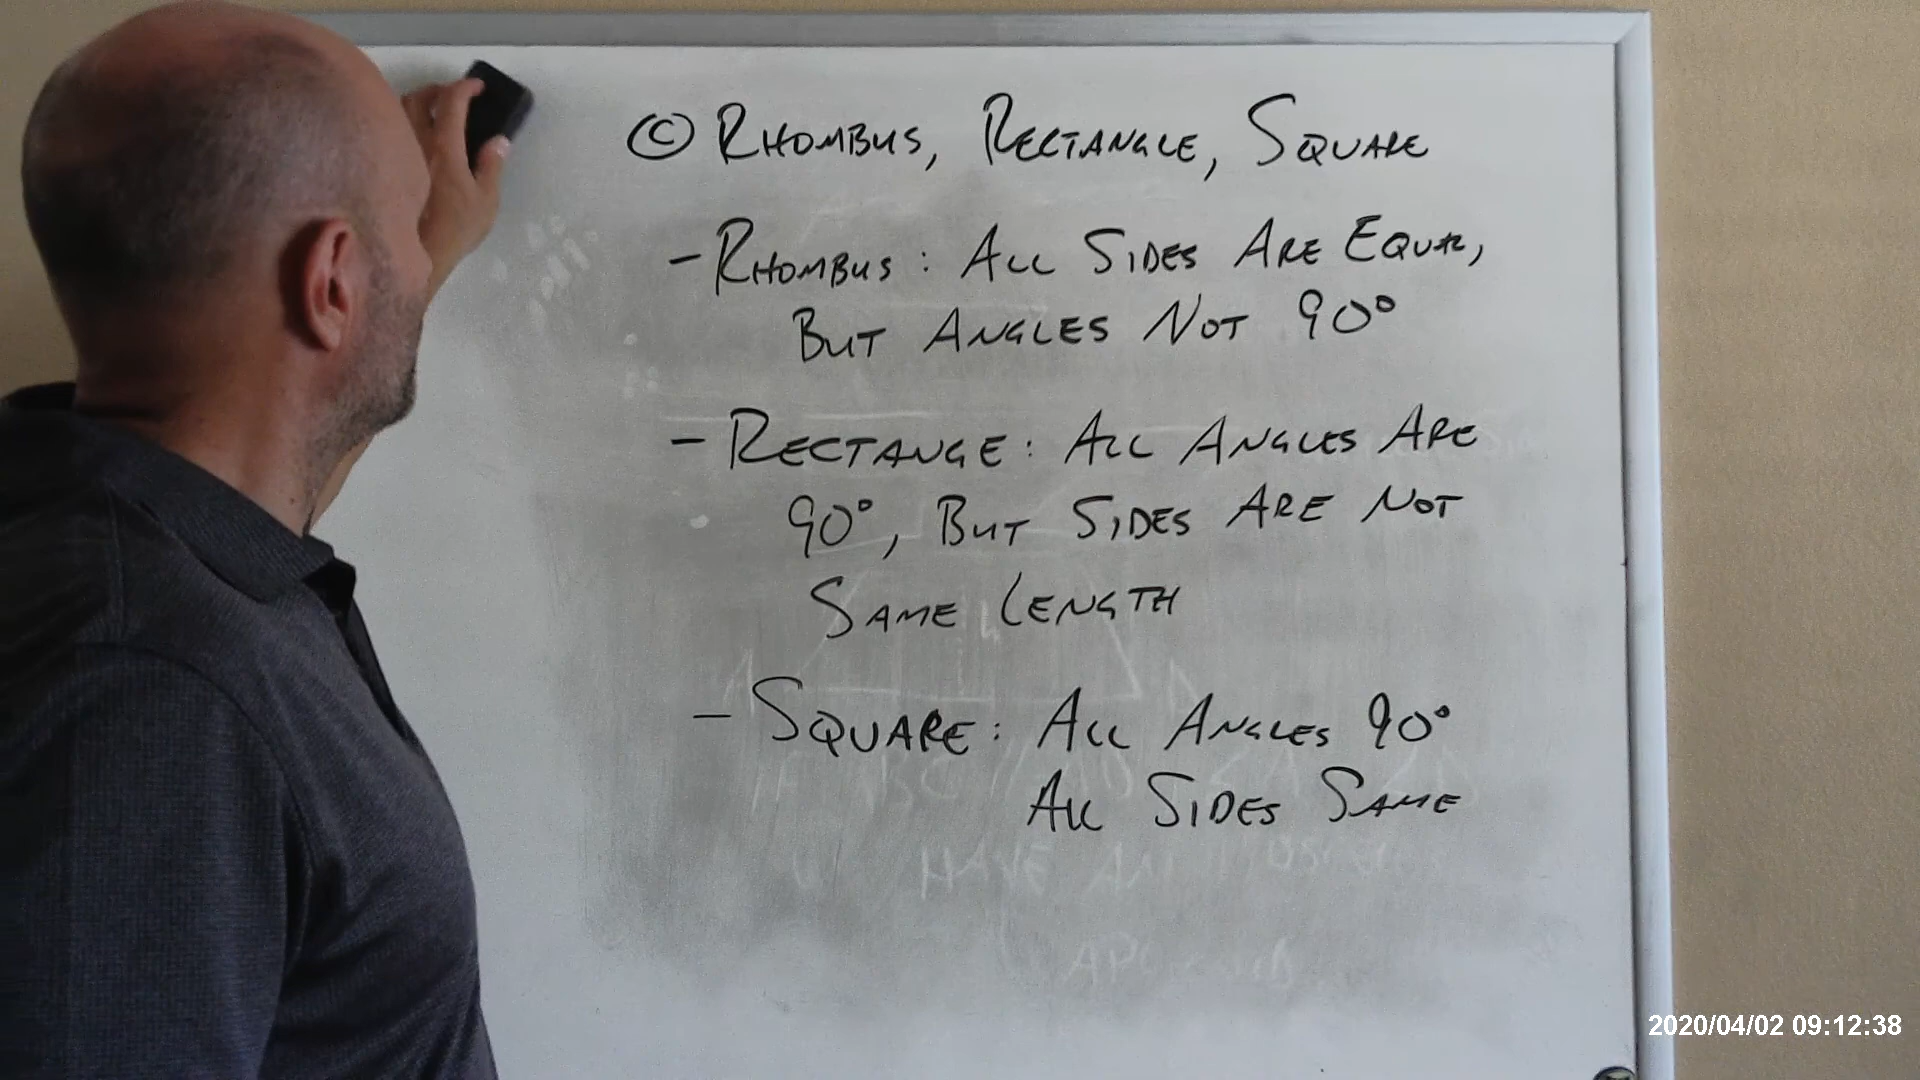 © RHOMBUS, RECTANGLE, SQUARE
- RHOMBUS: ALL SIDES ARE EQUAL,
BUT ANGLES NOT 90°
- RECTANGE: ALL ANGLES ARE
90°, BUT SIDES ARE NOT
SAME LENGTH
- SQUARE: ALL ANGLES 90°
ALL SIDES SAME
2020/04/02 09:12:38